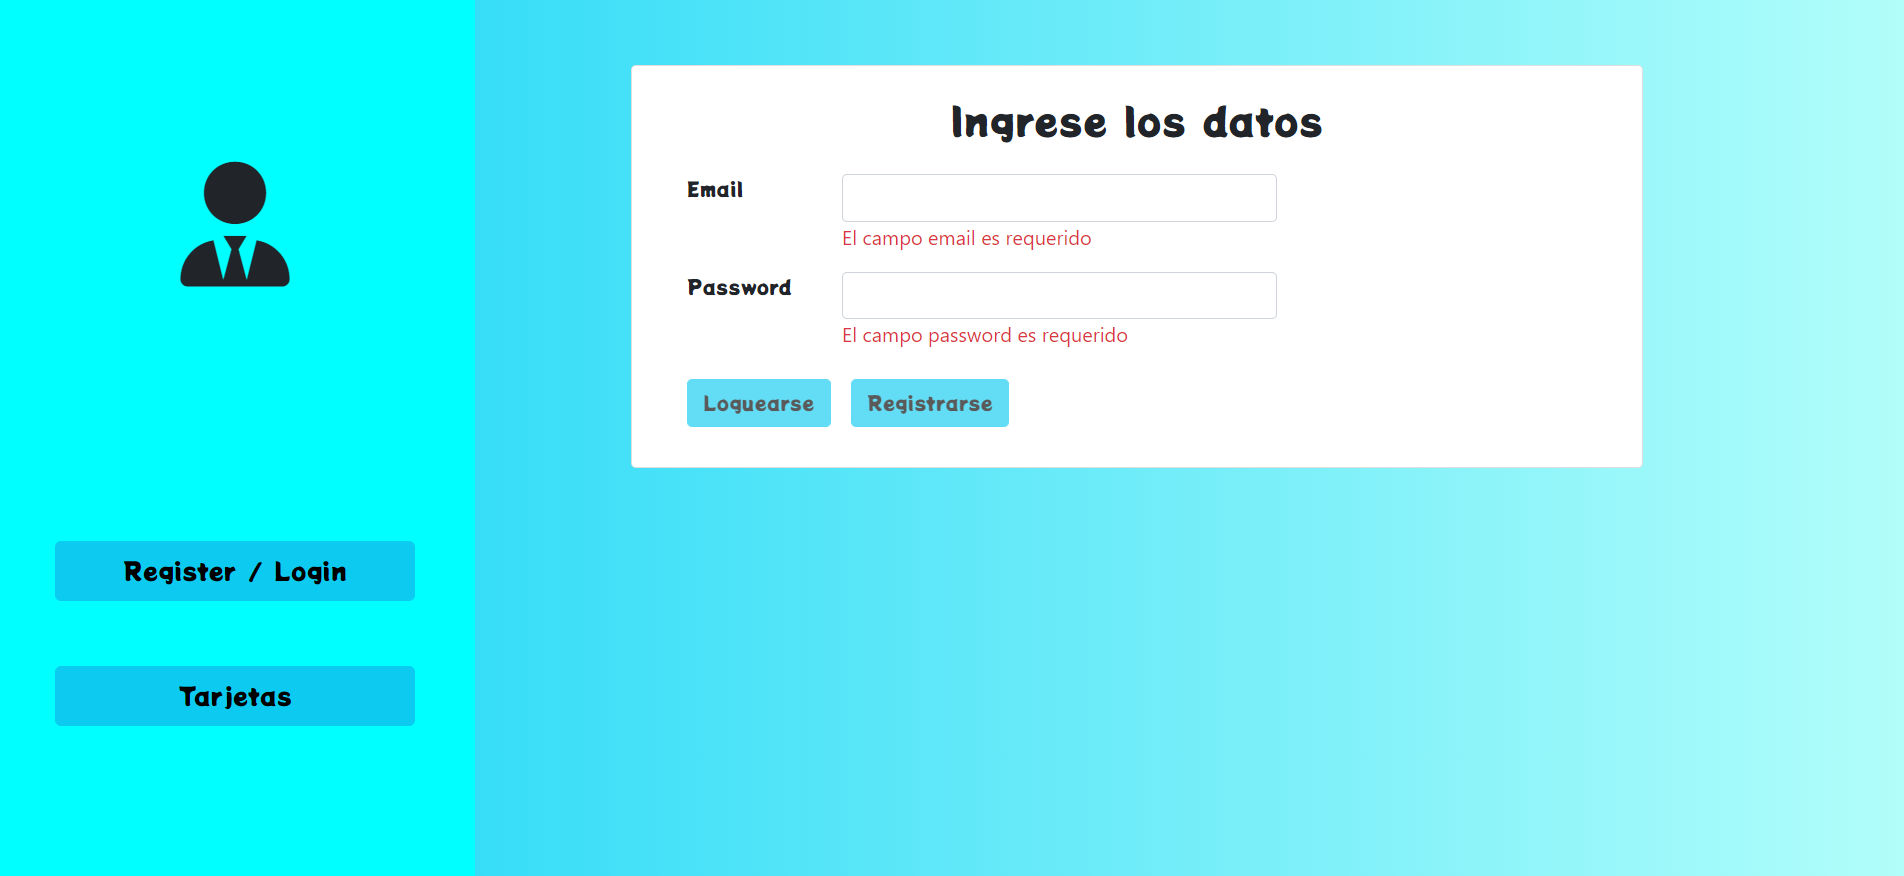 Ingrese los datos
Email
El campo email es requerido
Password
El campo password es requerido
Loguearse
Registrarse
Register / Login
Tarjetas